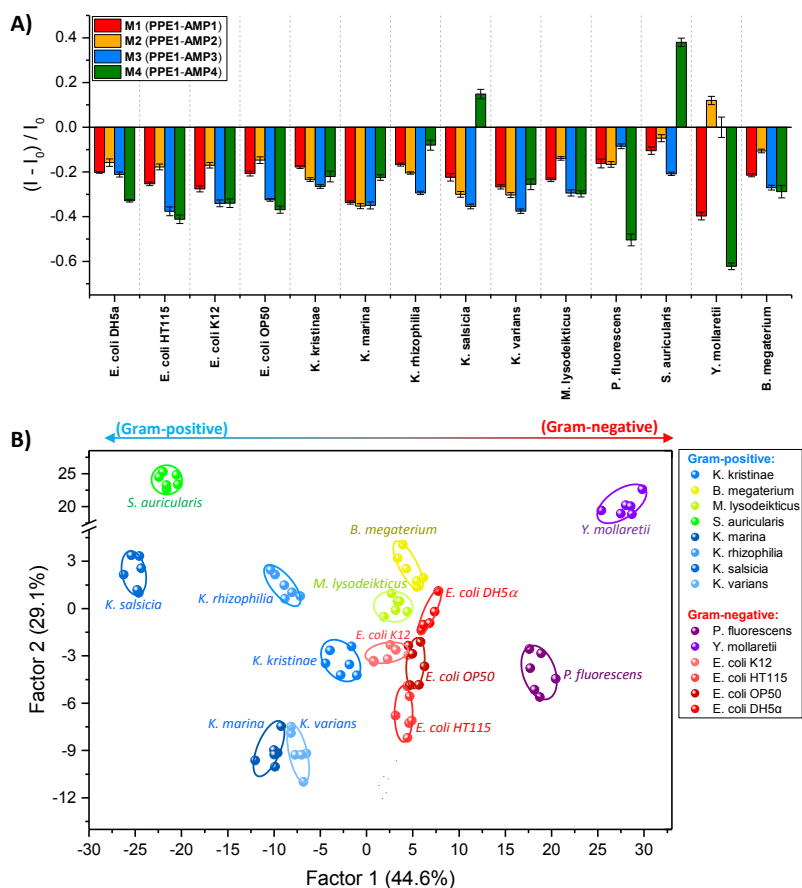 A)
M1 (PPE1-AMP1)
M2 (PPE1-AMP2)
M3 (PPE1-AMP3)
M4 (PPE1-AMP4)
(I - I0) / I0
0.4
0.2
0.0
-0.2
-0.4
-0.6
E. coli DH5a
E. coli HT115
E. coli K12
E. coli OP50
K. kristinae
K. marina
K. rhizophilia
K. salsicia
K. varians
M. lysodeikticus
P. fluorescens
S. auricularis
Y. mollaretii
B. megaterium
B)
(Gram-positive) (Gram-negative)
Factor 2 (29.1%)
25
20
3
0
-3
-6
-9
-12
S. auricularis
Y. mollaretii
B. megaterium
K. salsicia
K. rhizophilia
M. lysodeikticus
E. coli DH5α
E. coli K12
K. kristinae
E. coli OP50
P. fluorescens
K. marina
K. varians
E. coli HT115
-30 -25 -20 -15 -10 -5 0 5 10 15 20 25 30
Factor 1 (44.6%)
Gram-positive:
K. kristinae
B. megaterium
M. lysodeikticus
S. auricularis
K. marina
K. rhizophilia
K. salsicia
K. varians
Gram-negative:
P. fluorescens
Y. mollaretii
E. coli K12
E. coli HT115
E. coli OP50
E. coli DH5α